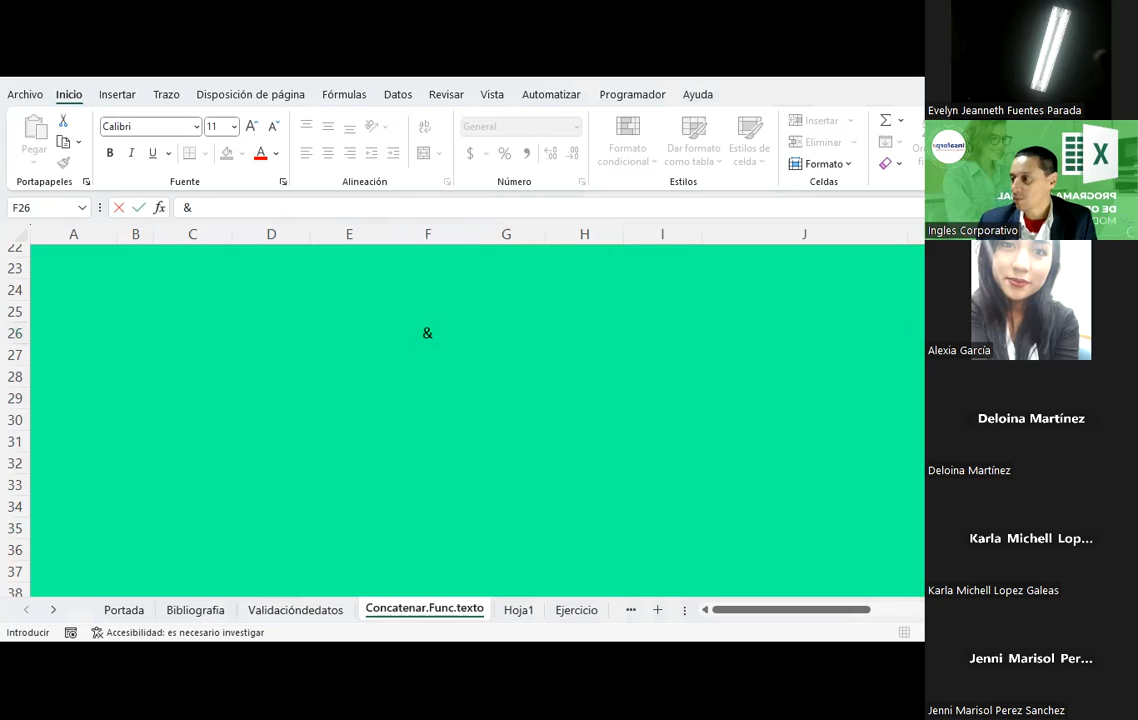 Archivo Inicio Insertar Trazo Disposición de página Fórmulas Datos Revisar Vista Automatizar Programador Ayuda
Pegar
Portapapeles
Calibri 11
Fuente
Alineación
General
Número
Formato condicional
Dar formato como tabla
Estilos de celda
Estilos
Insertar
Eliminar
Formato
Celdas
F26 fx &
A B C D E F G H I J
22
23
24
25
26 &
27
28
29
30
31
32
33
34
35
36
37
38
Portada Bibliografia Validacióndedatos Concatenar.Func.texto Hoja1 Ejercicio
Introducir Accesibilidad: es necesario investigar
Evelyn Jeanneth Fuentes Parada
PROGRAMA
Ingles Corporativo
Alexia García
Deloina Martínez
Deloina Martínez
Karla Michell Lop...
Karla Michell Lopez Galeas
Jenni Marisol Per...
Jenni Marisol Perez Sanchez